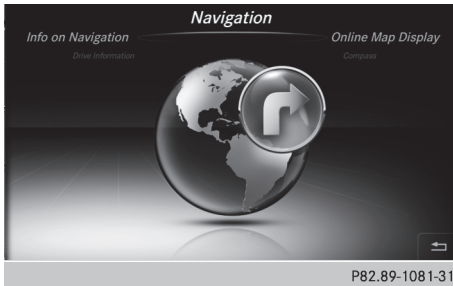 Navigation
Info on Navigation
Online Map Display
Drive Information
Compass
P82.89-1081-31